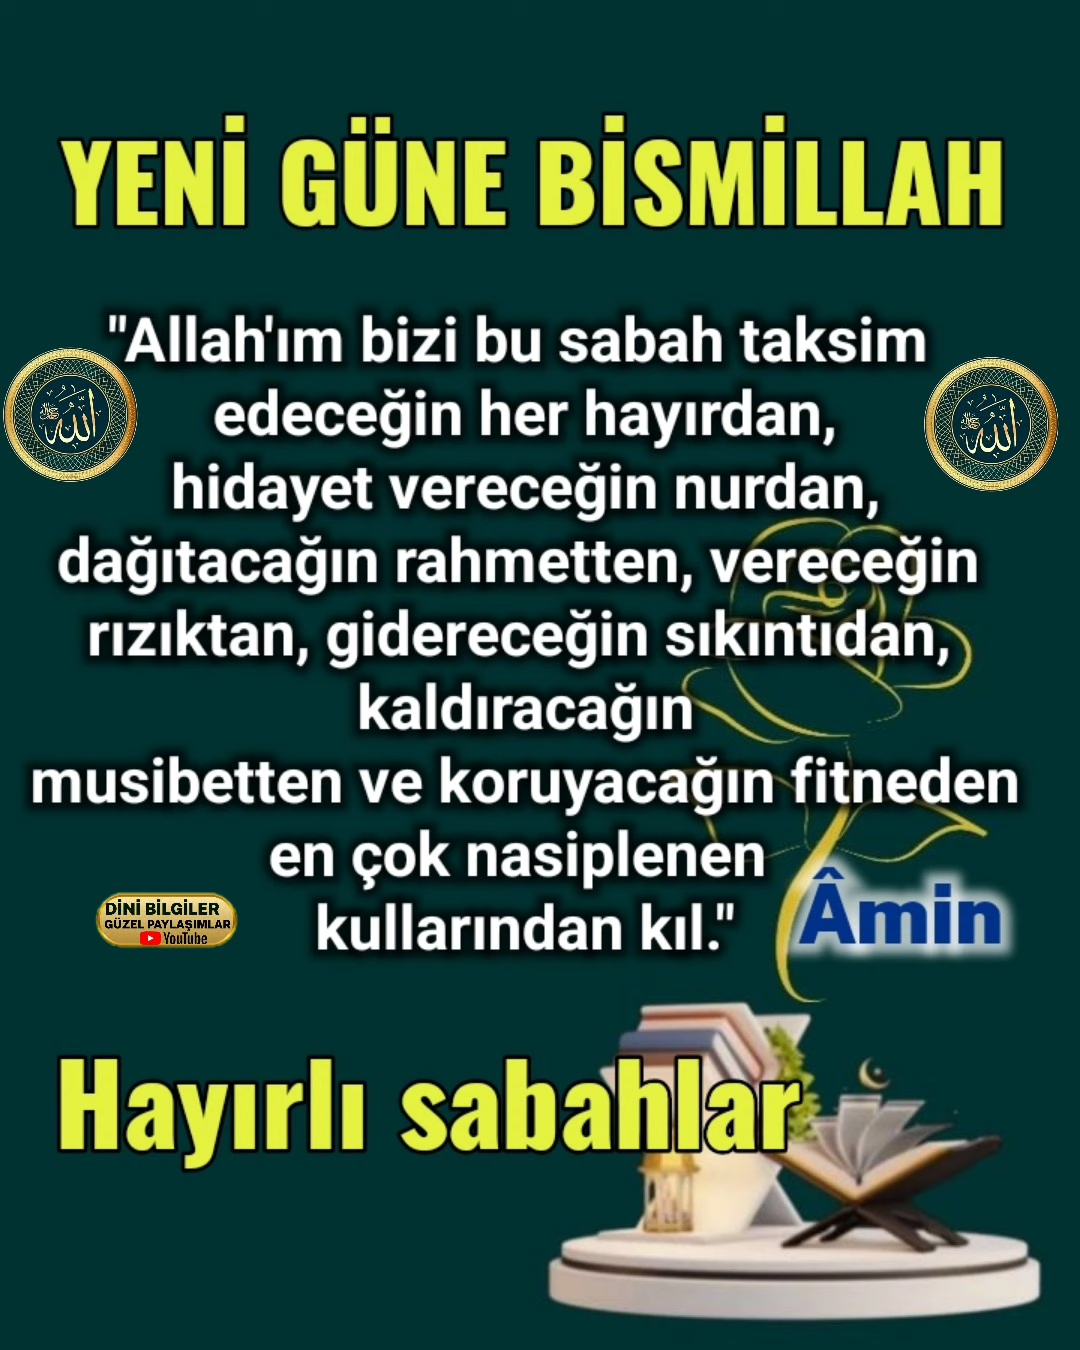 YENİ GÜNE BİSMİLLAH
"Allah'ım bizi bu sabah taksim
edeceğin her hayırdan,
hidayet vereceğin nurdan,
dağıtacağın rahmetten, vereceğin
rızıktan, gidereceğin sıkıntıdan,
kaldıracağın
musibetten ve koruyacağın fitneden
en çok nasiplenen
kullarından kıl."
Âmin
DİNİ BİLGİLER
GÜZEL PAYLAŞIMLAR
YouTube
Hayırlı sabahlar
الله
الله